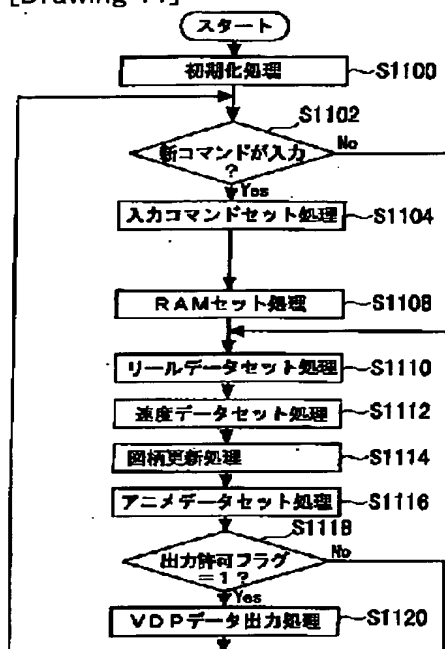 スタート
初期化処理
S1100
S1102
新コマンドが入力
?
No
Yes
入力コマンドセット処理
S1104
RAMセット処理
S1108
リールデータセット処理
S1110
速度データセット処理
S1112
図柄更新処理
S1114
アニメデータセット処理
S1116
S1118
出力許可フラグ
=1?
No
Yes
VDPデータ出力処理
S1120